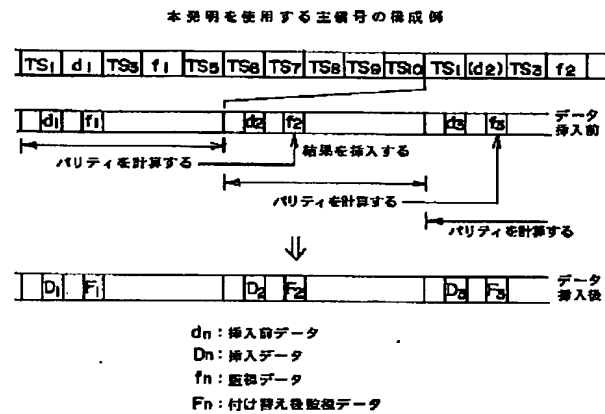 本発明を使用する主信号の構成例
TS1 d1 TS3 f1 TS5 TS6 TS7 TS8 TS9 TS10 TS1 (d2) TS3 f2
d1 f1 d2 f2 d3 f3 データ挿入前
パリティを計算する 結果を挿入する
パリティを計算する
パリティを計算する
⇓
D1 F1 D2 F2 D3 F3 データ挿入後
dn：挿入前データ
Dn：挿入データ
fn：監視データ
Fn：付け替え後監視データ